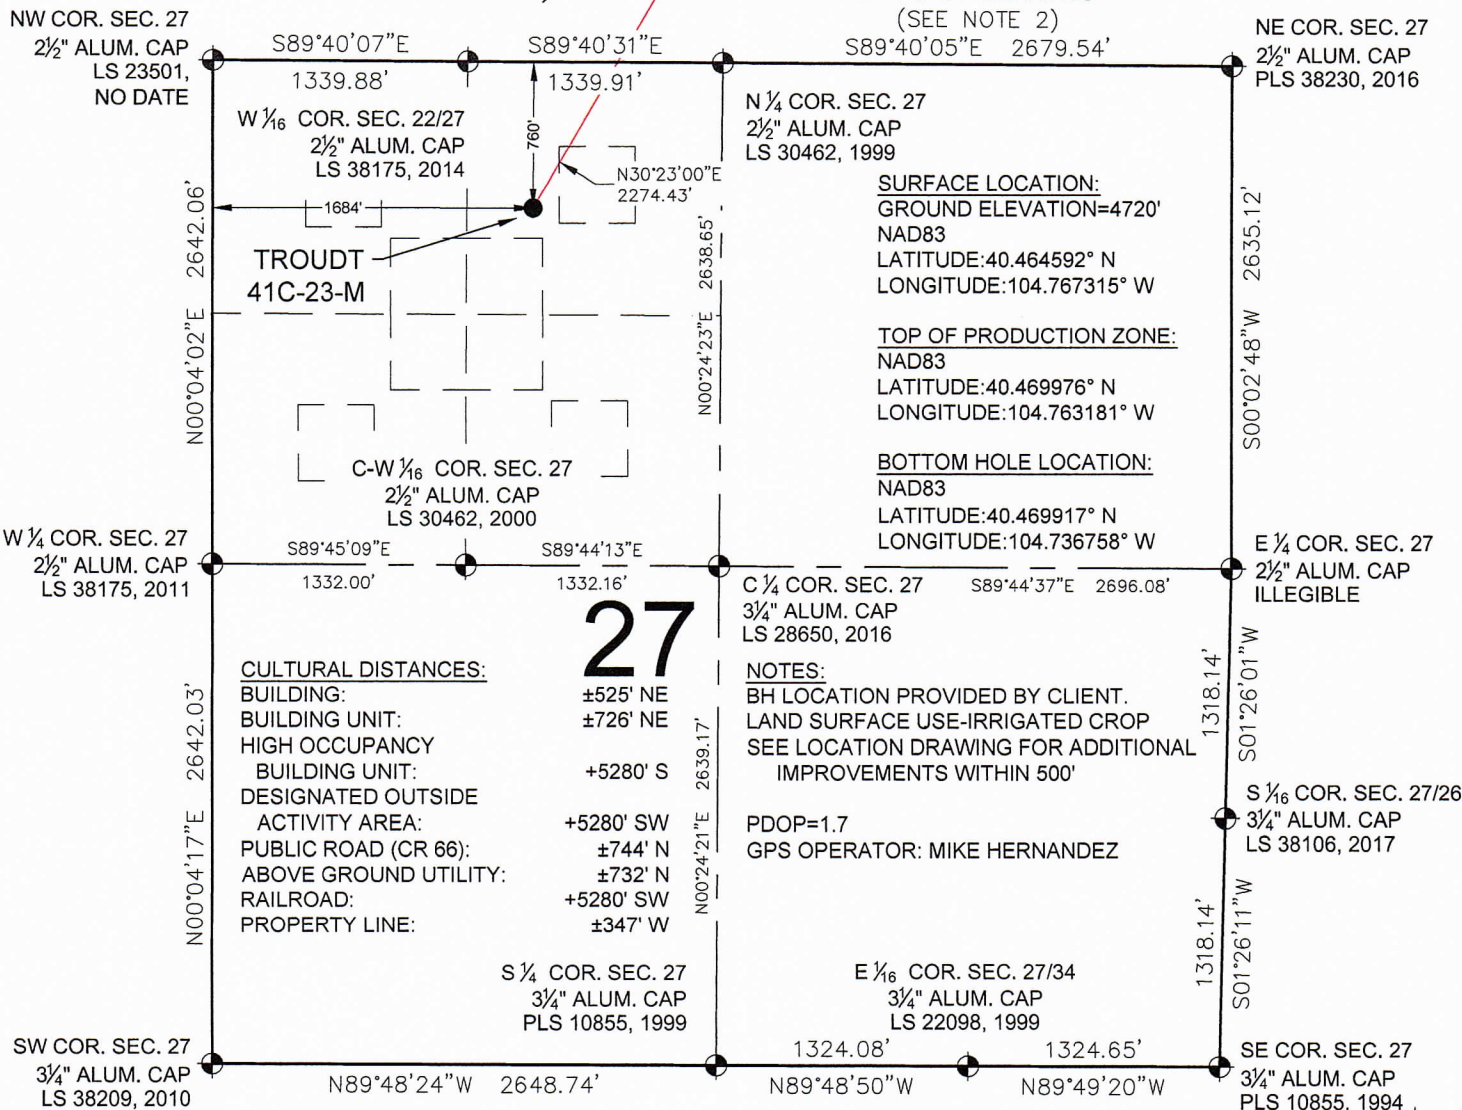 (SEE NOTE 2)
NW COR. SEC. 27
2½" ALUM. CAP
LS 23501,
NO DATE
S89°40'07"E
1339.88'
S89°40'31"E
1339.91'
S89°40'05"E 2679.54'
NE COR. SEC. 27
2½" ALUM. CAP
PLS 38230, 2016
W 1/16 COR. SEC. 22/27
2½" ALUM. CAP
LS 38175, 2014
760'
N ¼ COR. SEC. 27
2½" ALUM. CAP
LS 30462, 1999
N30°23'00"E
2274.43'
1684'
TROUDT
41C-23-M
N00°04'02"E 2642.06'
N00°24'23"E 2638.65'
SURFACE LOCATION:
GROUND ELEVATION=4720'
NAD83
LATITUDE:40.464592° N
LONGITUDE:104.767315° W
TOP OF PRODUCTION ZONE:
NAD83
LATITUDE:40.469976° N
LONGITUDE:104.763181° W
BOTTOM HOLE LOCATION:
NAD83
LATITUDE:40.469917° N
LONGITUDE:104.736758° W
S00°02'48"W 2635.12'
C-W 1/16 COR. SEC. 27
2½" ALUM. CAP
LS 30462, 2000
W ¼ COR. SEC. 27
2½" ALUM. CAP
LS 38175, 2011
S89°45'09"E
1332.00'
S89°44'13"E
1332.16'
C ¼ COR. SEC. 27
3¼" ALUM. CAP
LS 28650, 2016
S89°44'37"E 2696.08'
E ¼ COR. SEC. 27
2½" ALUM. CAP
ILLEGIBLE
27
CULTURAL DISTANCES:
BUILDING: ±525' NE
BUILDING UNIT: ±726' NE
HIGH OCCUPANCY
BUILDING UNIT: +5280' S
DESIGNATED OUTSIDE
ACTIVITY AREA: +5280' SW
PUBLIC ROAD (CR 66): ±744' N
ABOVE GROUND UTILITY: ±732' N
RAILROAD: +5280' SW
PROPERTY LINE: ±347' W
N00°04'17"E 2642.03'
N00°24'21"E 2639.17'
NOTES:
BH LOCATION PROVIDED BY CLIENT.
LAND SURFACE USE-IRRIGATED CROP
SEE LOCATION DRAWING FOR ADDITIONAL
IMPROVEMENTS WITHIN 500'
PDOP=1.7
GPS OPERATOR: MIKE HERNANDEZ
1318.14'
S01°26'01"W
S 1/16 COR. SEC. 27/26
3¼" ALUM. CAP
LS 38106, 2017
1318.14'
S01°26'11"W
S ¼ COR. SEC. 27
3¼" ALUM. CAP
PLS 10855, 1999
E 1/16 COR. SEC. 27/34
3¼" ALUM. CAP
LS 22098, 1999
SW COR. SEC. 27
3¼" ALUM. CAP
LS 38209, 2010
N89°48'24"W 2648.74'
1324.08'
N89°48'50"W
1324.65'
N89°49'20"W
SE COR. SEC. 27
3¼" ALUM. CAP
PLS 10855, 1994